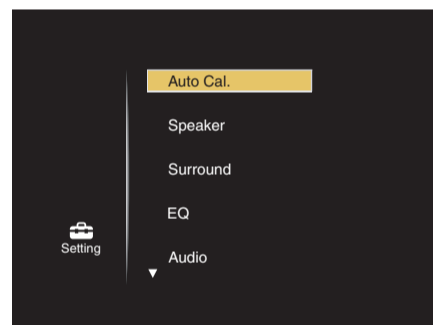 Auto Cal.
Speaker
Surround
EQ
Setting
Audio